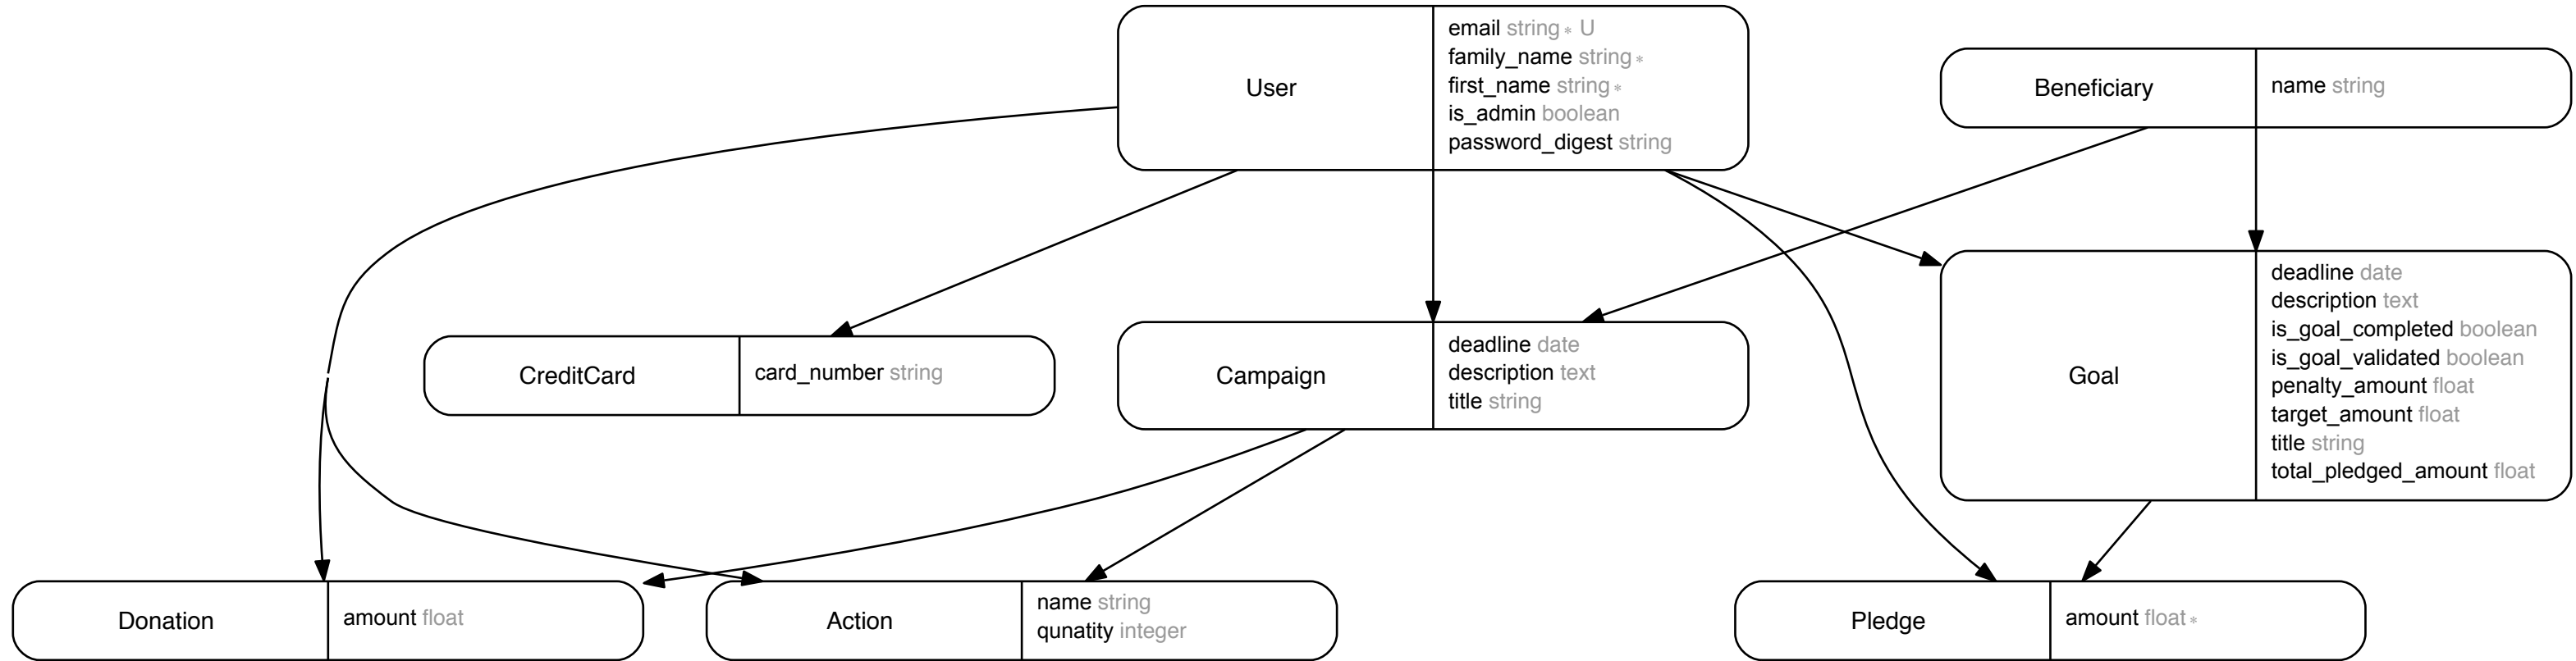 User
email string∗ U
family_name string∗
first_name string∗
is_admin boolean
password_digest string
Beneficiary
name string
CreditCard
card_number string
Campaign
deadline date
description text
title string
Goal
deadline date
description text
is_goal_completed boolean
is_goal_validated boolean
penalty_amount float
target_amount float
title string
total_pledged_amount float
Donation
amount float
Action
name string
qunatity integer
Pledge
amount float∗